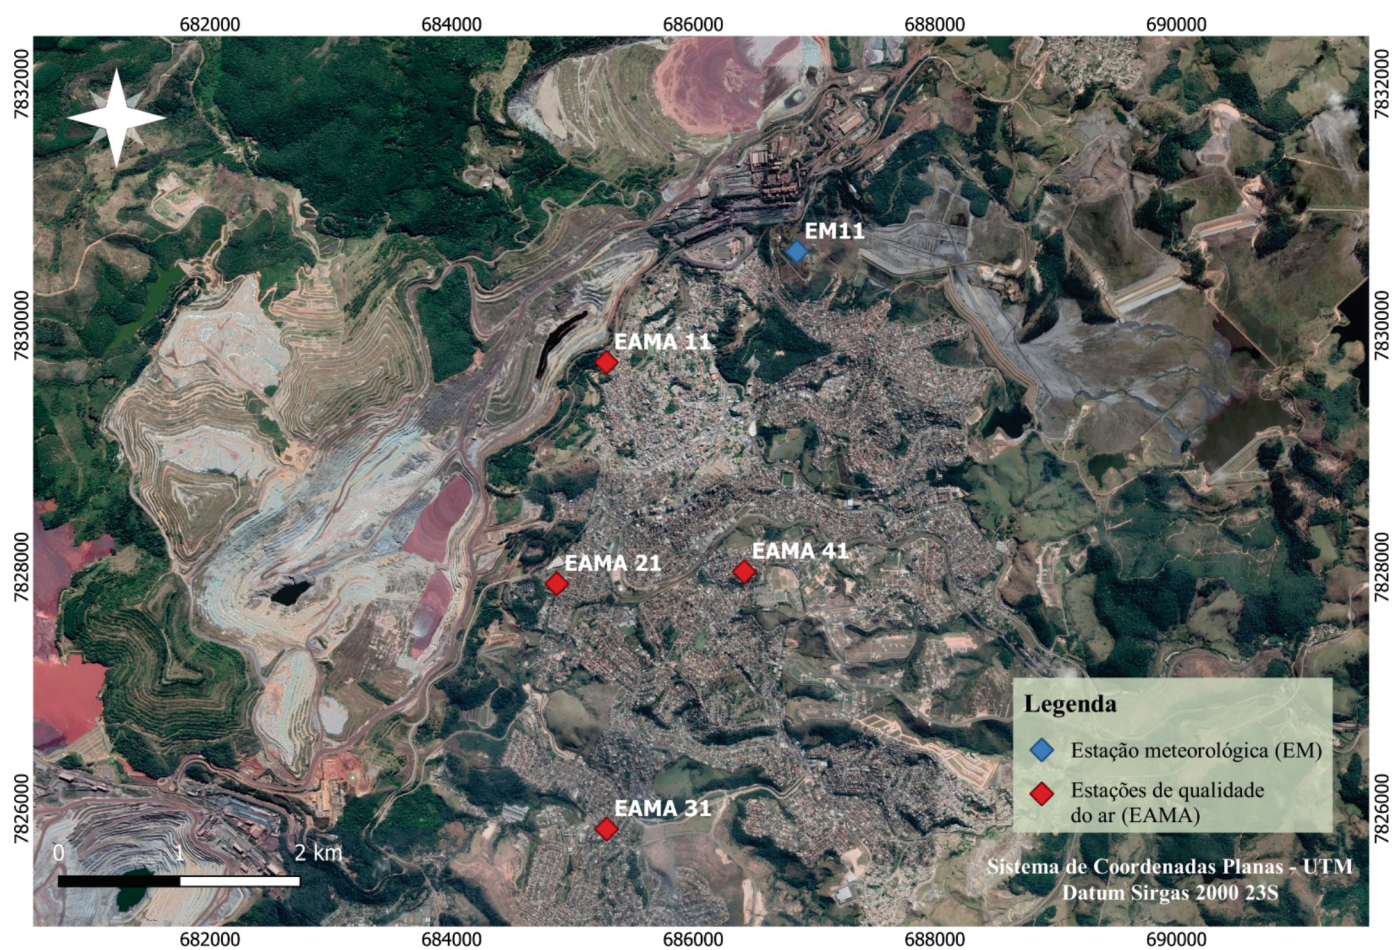 682000 684000 686000 688000 690000
7832000 7832000
EM11
7830000 7830000
EAMA 11
EAMA 41
EAMA 21
7828000 7828000
Legenda
Estação meteorológica (EM)
Estações de qualidade
do ar (EAMA)
EAMA 31
7826000 7826000
0 1 2 km
Sistema de Coordenadas Planas - UTM
Datum Sirgas 2000 23S
682000 684000 686000 688000 690000